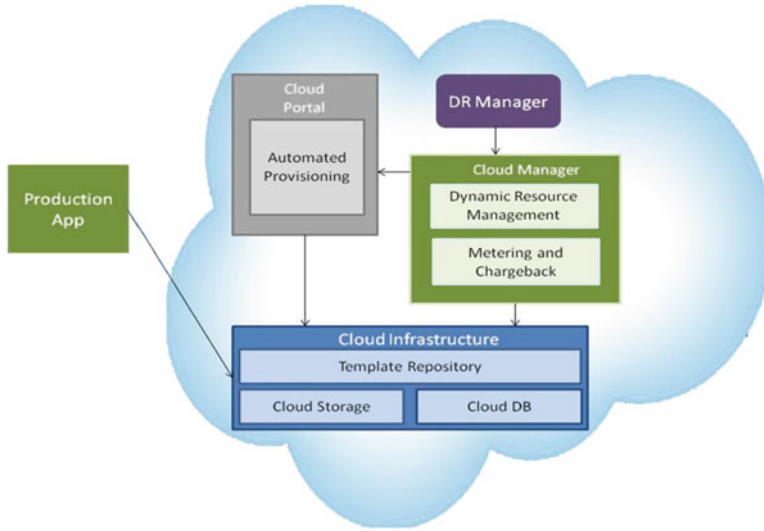 Cloud
Portal
Automated
Provisioning
DR Manager
Cloud Manager
Dynamic Resource
Management
Metering and
Chargeback
Production
App
Cloud Infrastructure
Template Repository
Cloud Storage
Cloud DB